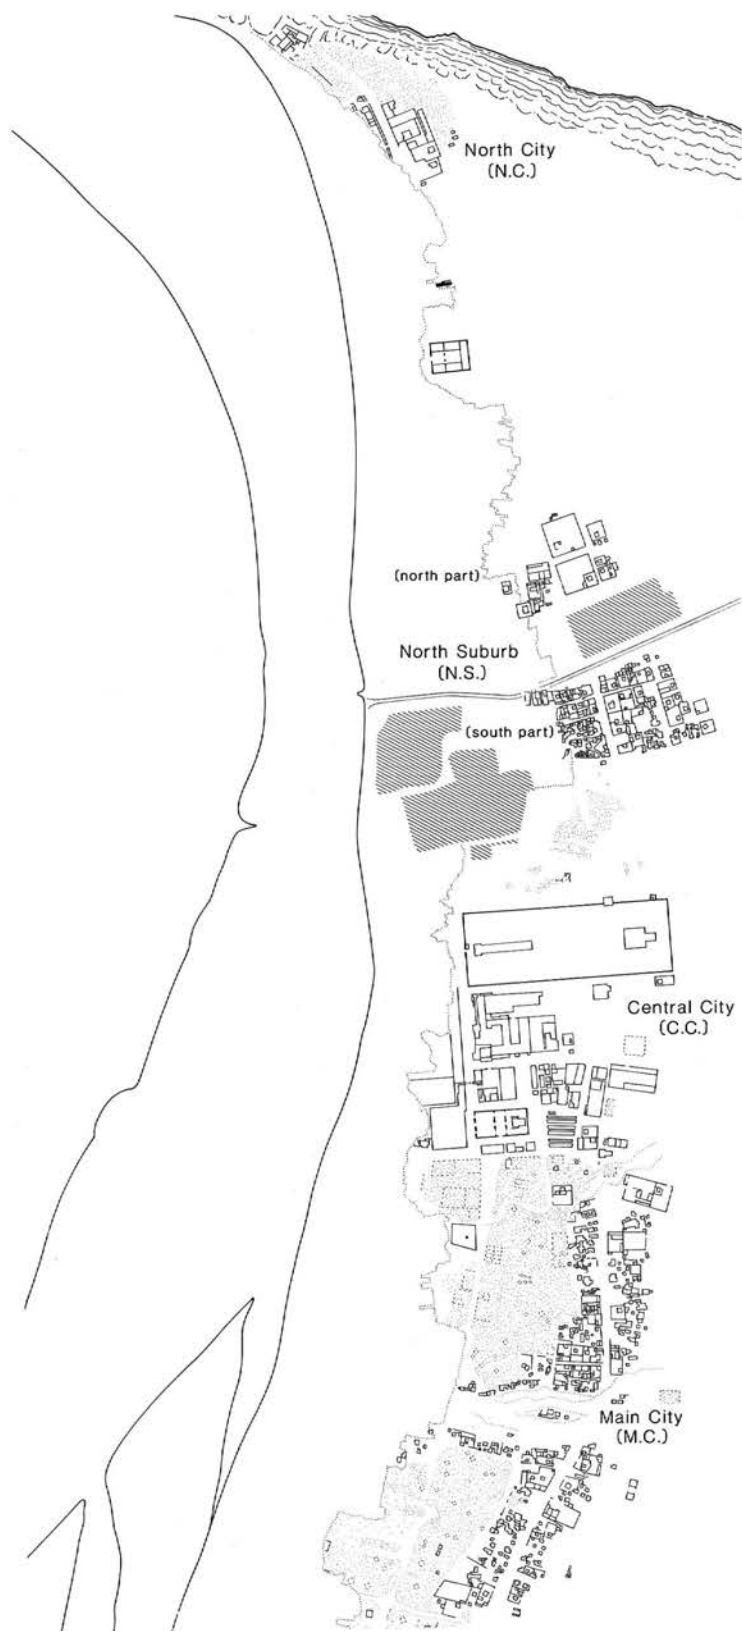 North City
(N.C.)
(north part)
North Suburb
(N.S.)
(south part)
Central City
(C.C.)
Main City
(M.C.)